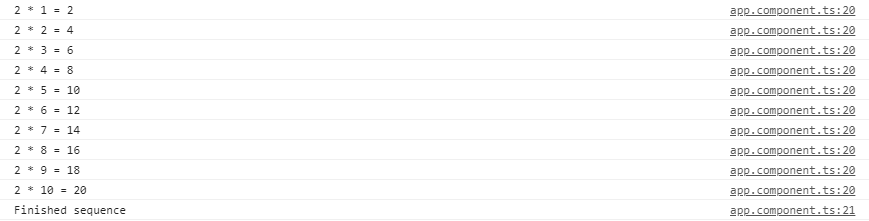 2 * 1 = 2 app.component.ts:20
2 * 2 = 4 app.component.ts:20
2 * 3 = 6 app.component.ts:20
2 * 4 = 8 app.component.ts:20
2 * 5 = 10 app.component.ts:20
2 * 6 = 12 app.component.ts:20
2 * 7 = 14 app.component.ts:20
2 * 8 = 16 app.component.ts:20
2 * 9 = 18 app.component.ts:20
2 * 10 = 20 app.component.ts:20
Finished sequence app.component.ts:21